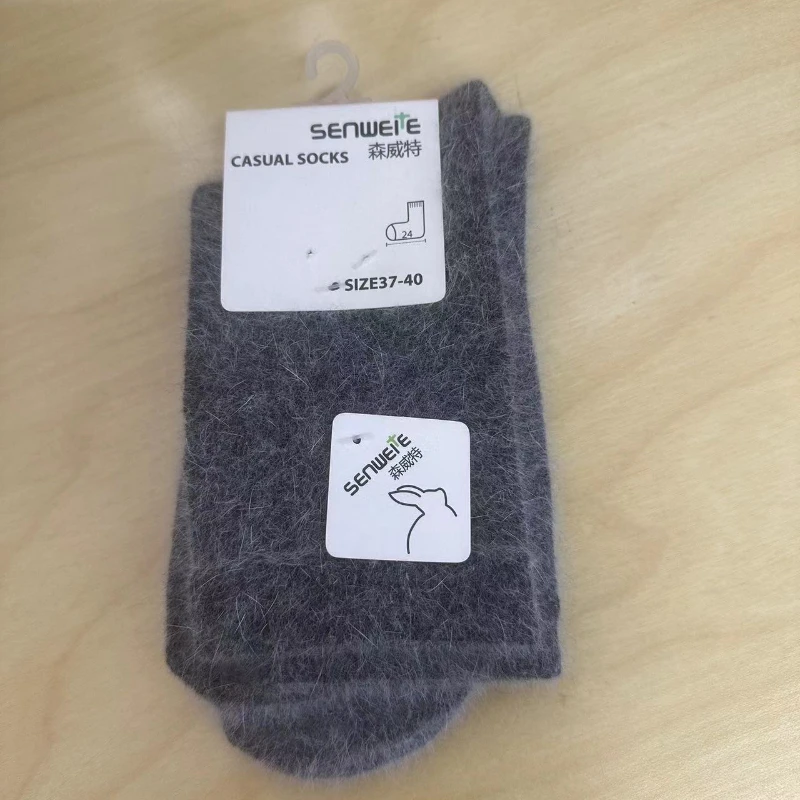 SENWEITE
CASUAL SOCKS 森威特
24
SIZE37-40
SENWEITE
森威特